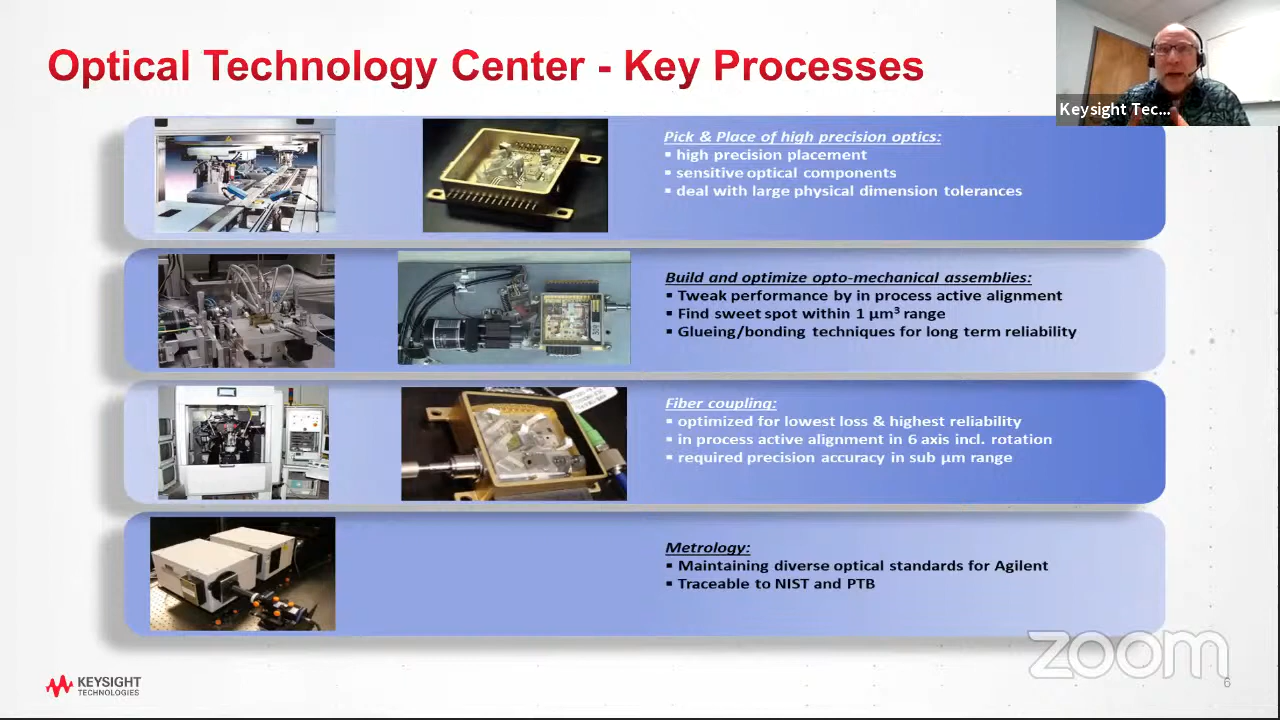 Optical Technology Center - Key Processes
Keysight Tec...
Pick & Place of high precision optics:
▪ high precision placement
▪ sensitive optical components
▪ deal with large physical dimension tolerances
Build and optimize opto-mechanical assemblies:
▪ Tweak performance by in process active alignment
▪ Find sweet spot within 1 µm³ range
▪ Glueing/bonding techniques for long term reliability
Fiber coupling:
▪ optimized for lowest loss & highest reliability
▪ in process active alignment in 6 axis incl. rotation
▪ required precision accuracy in sub µm range
Metrology:
▪ Maintaining diverse optical standards for Agilent
▪ Traceable to NIST and PTB
KEYSIGHT
TECHNOLOGIES
zoom
6